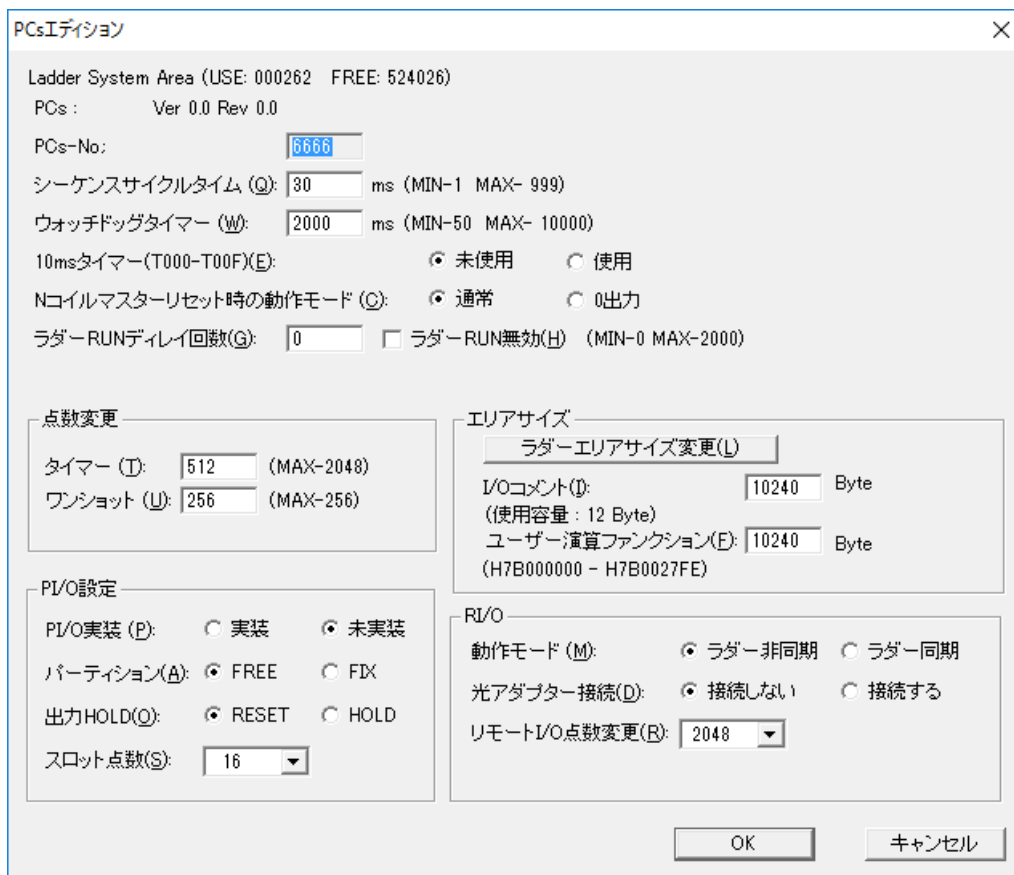 PCsエディション
Ladder System Area (USE: 000262 FREE: 524026)
PCs : Ver 0.0 Rev 0.0
PCs-No: 6666
シーケンスサイクルタイム (Q): 30 ms (MIN-1 MAX- 999)
ウォッチドッグタイマー (W): 2000 ms (MIN-50 MAX- 10000)
10msタイマー(T000-T00F)(E): 未使用 使用
Nコイルマスターリセット時の動作モード (C): 通常 0出力
ラダーRUNディレイ回数(G): 0 ラダーRUN無効(H) (MIN-0 MAX-2000)
点数変更
タイマー (T): 512 (MAX-2048)
ワンショット (U): 256 (MAX-256)
エリアサイズ
ラダーエリアサイズ変更(L)
I/Oコメント(I): 10240 Byte
(使用容量 : 12 Byte)
ユーザー演算ファンクション(F): 10240 Byte
(H7B000000 - H7B0027FE)
PI/O設定
PI/O実装 (P): 実装 未実装
パーティション(A): FREE FIX
出力HOLD(O): RESET HOLD
スロット点数(S): 16
RI/O
動作モード (M): ラダー非同期 ラダー同期
光アダプター接続(D): 接続しない 接続する
リモートI/O点数変更(R): 2048
OK キャンセル